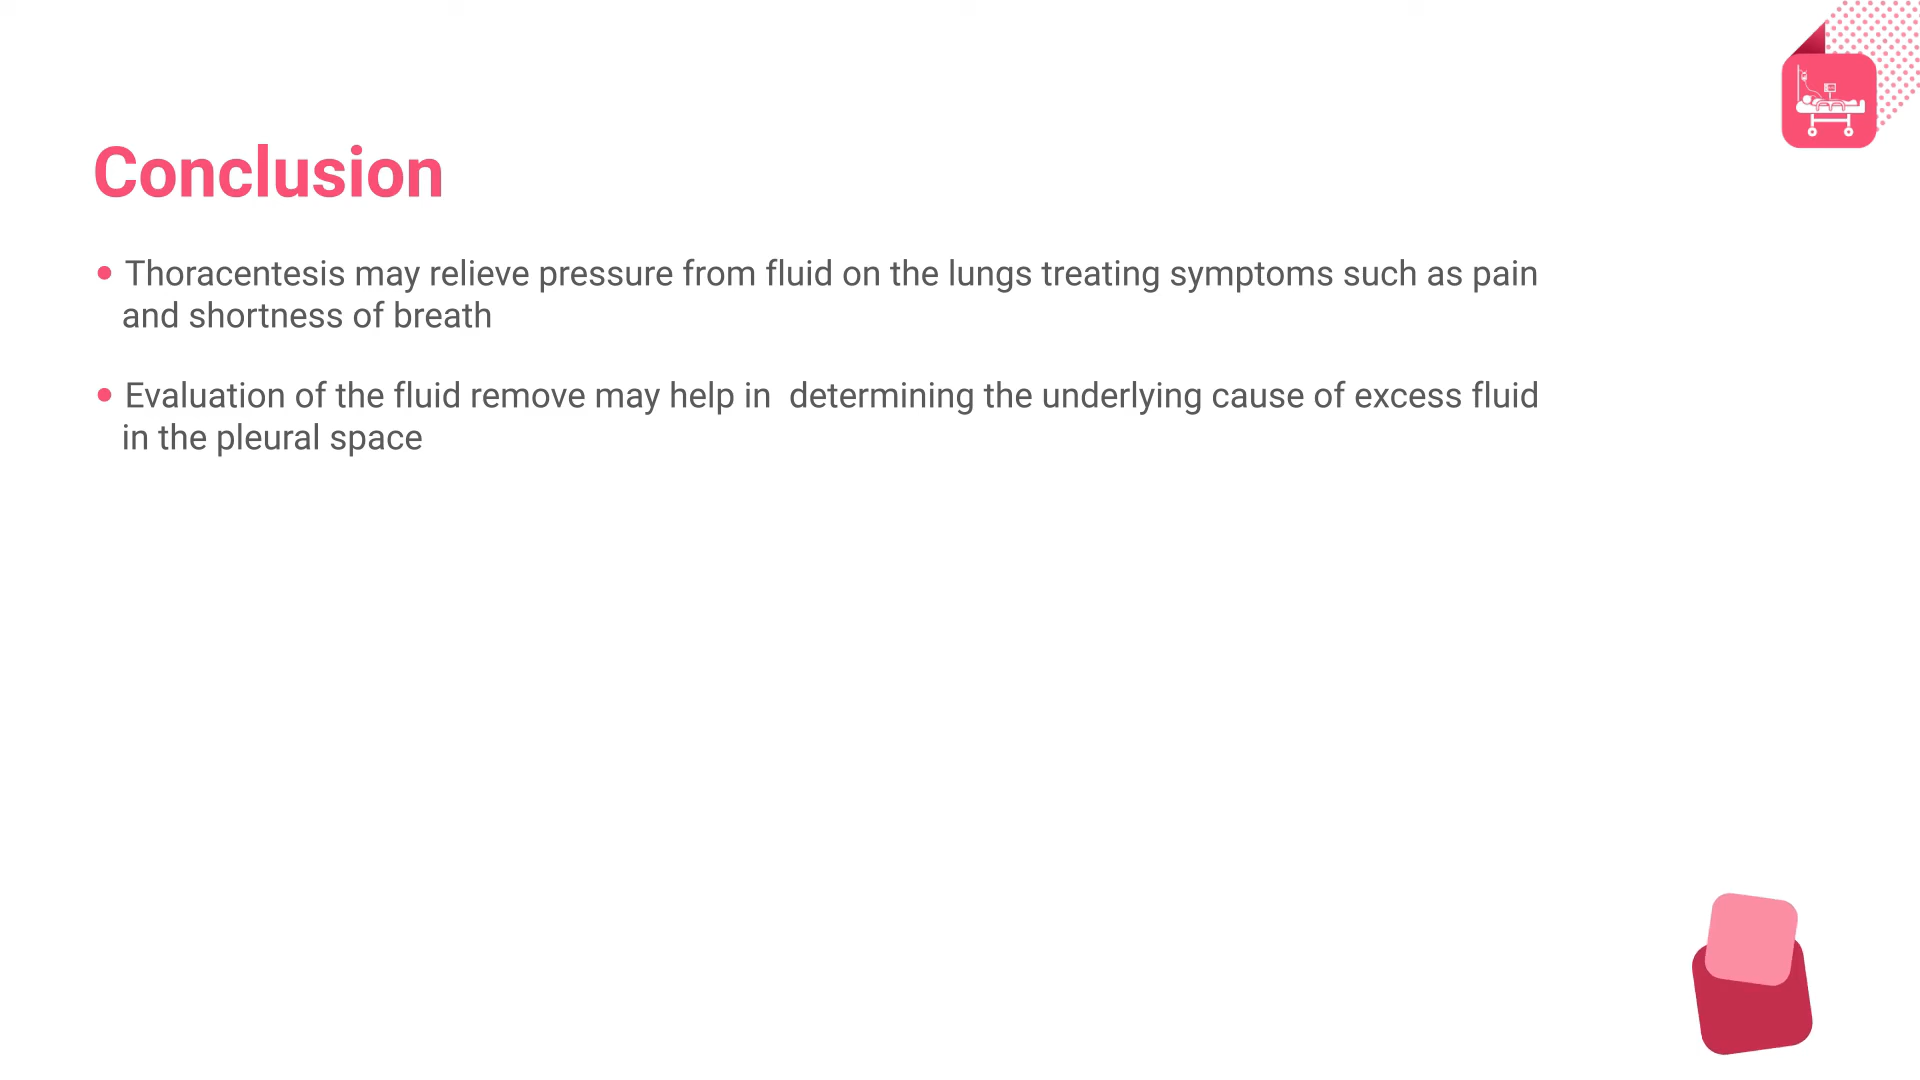 Conclusion
• Thoracentesis may relieve pressure from fluid on the lungs treating symptoms such as pain
and shortness of breath
• Evaluation of the fluid remove may help in  determining the underlying cause of excess fluid
in the pleural space